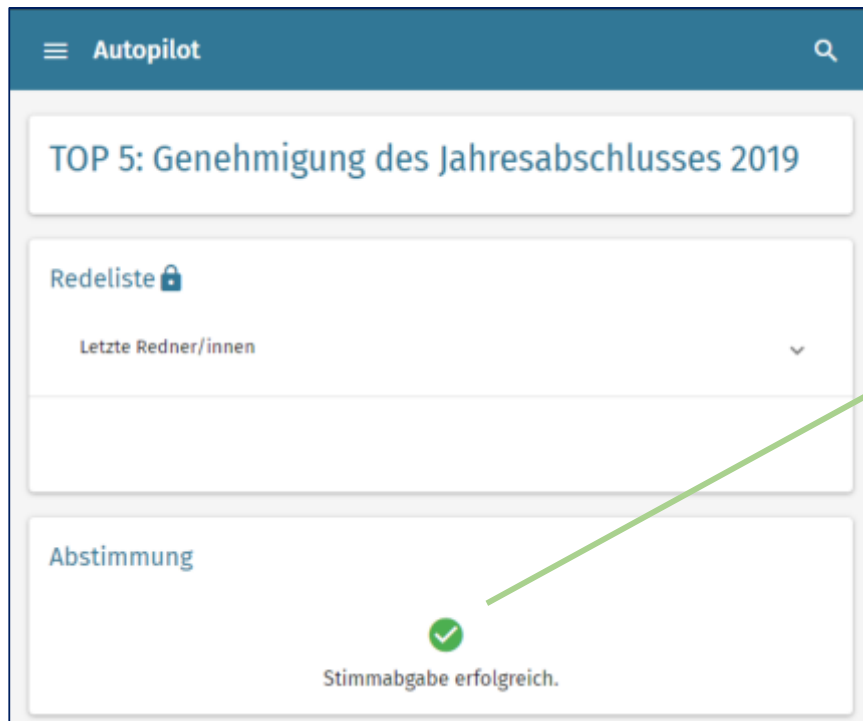 Autopilot
TOP 5: Genehmigung des Jahresabschlusses 2019
Redeliste
Letzte Redner/innen
Abstimmung
Stimmabgabe erfolgreich.